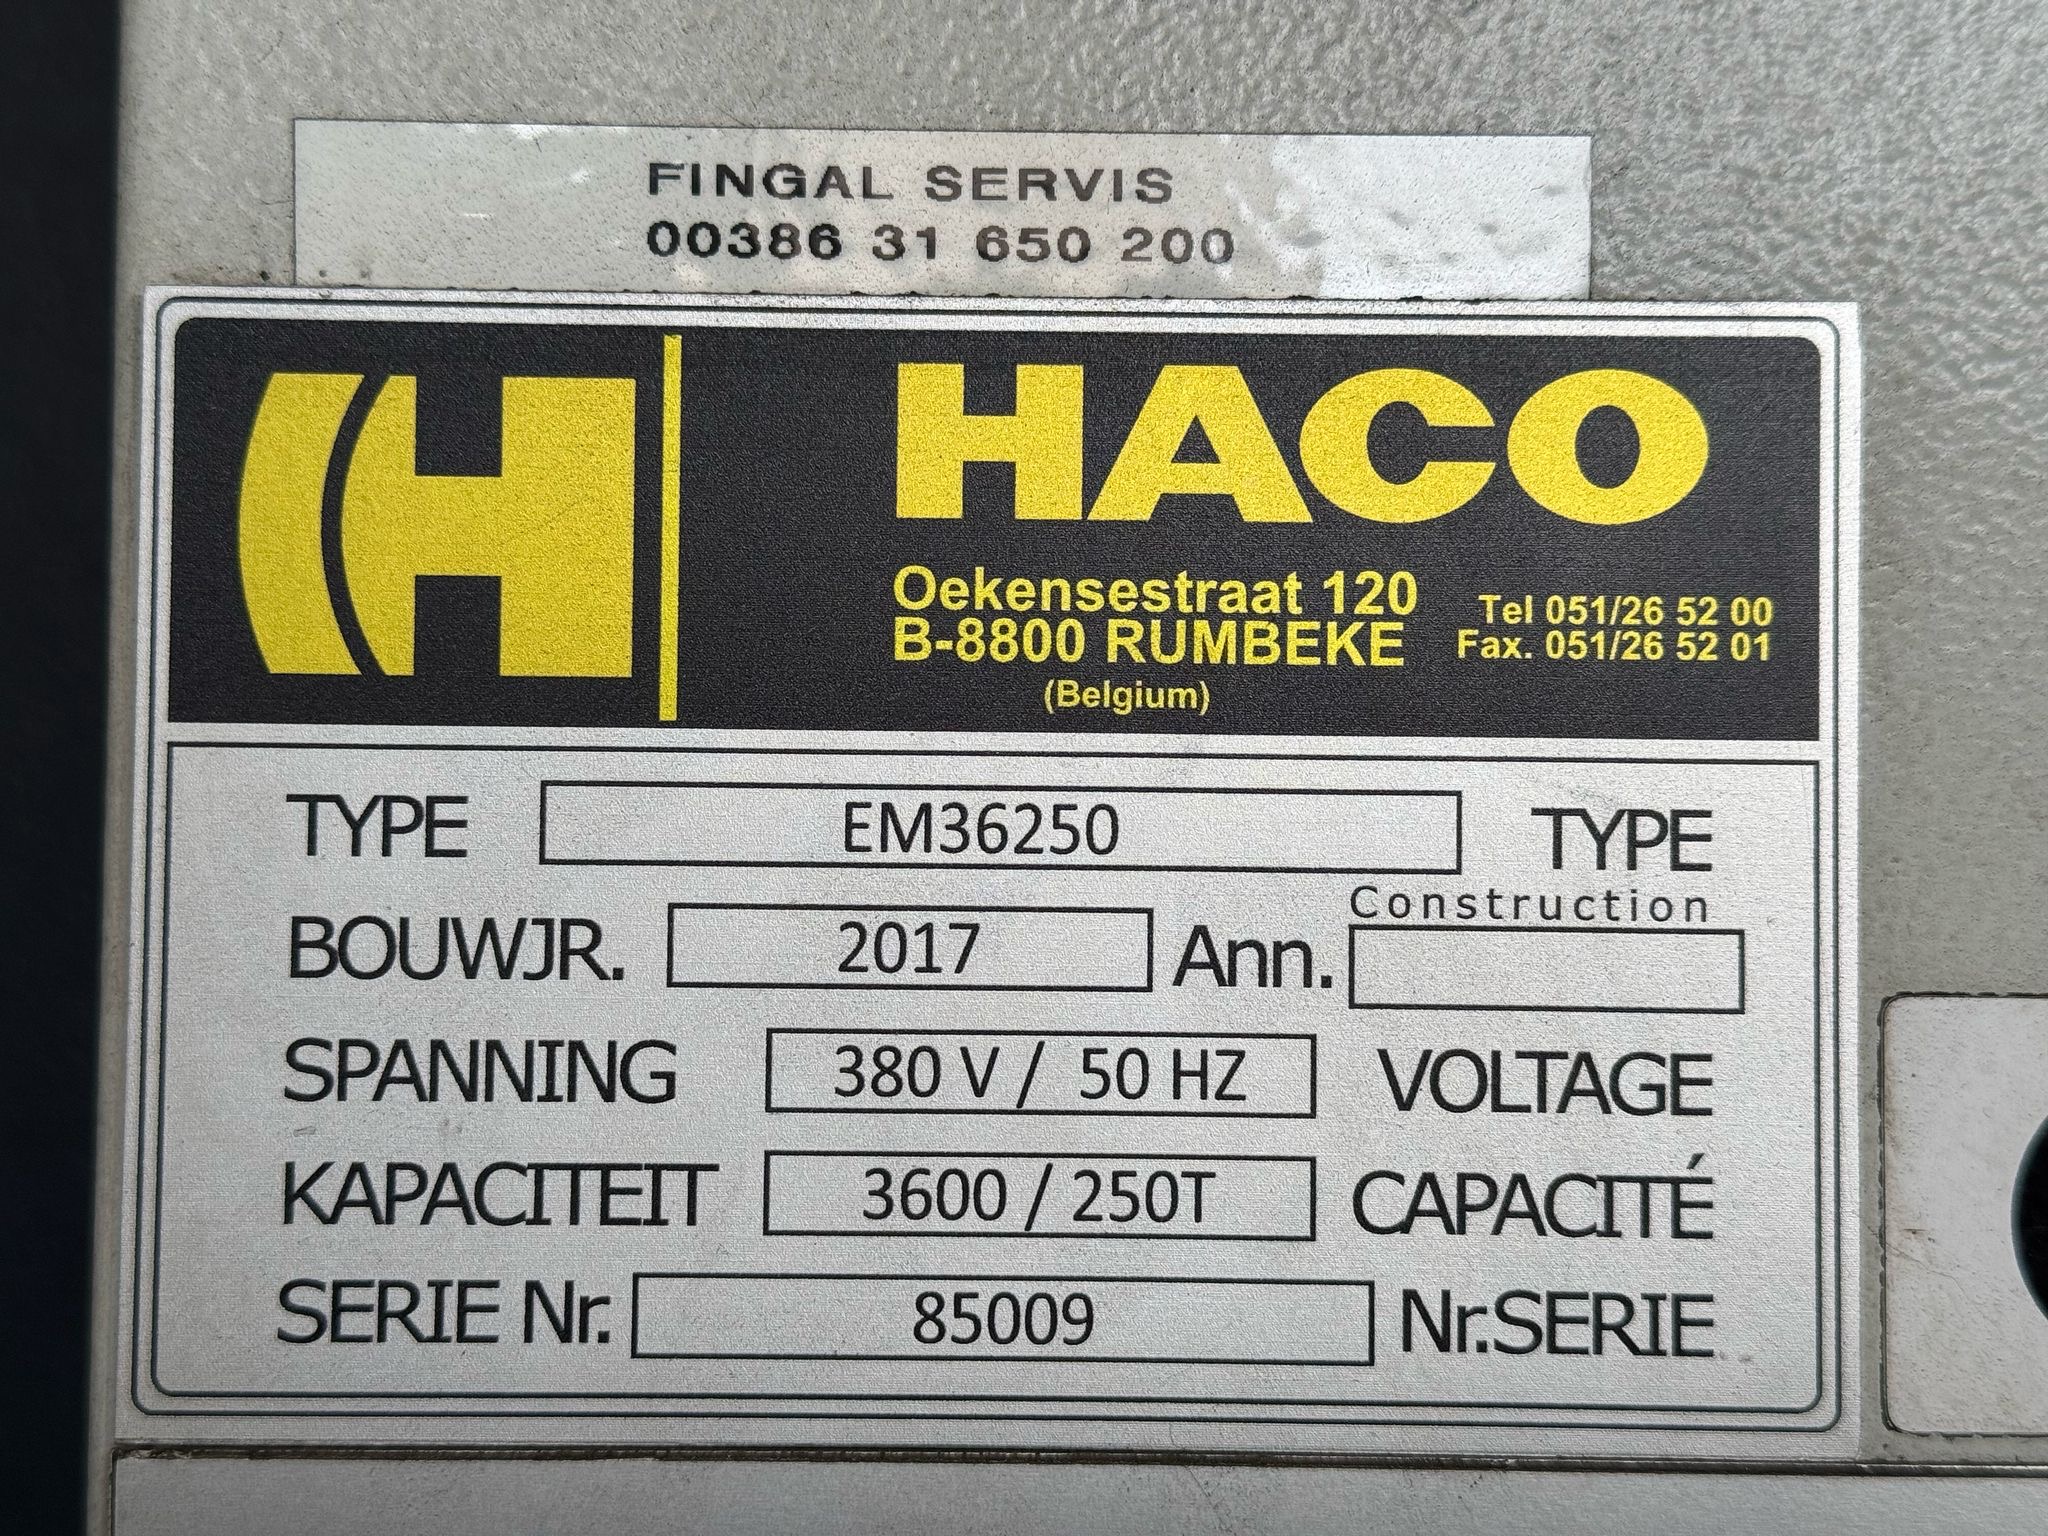 FINGAL SERVIS
00386 31 650 200
HACO
Oekensestraat 120
B-8800 RUMBEKE
(Belgium)
Tel 051/26 52 00
Fax. 051/26 52 01
TYPE EM36250 TYPE
BOUWJR. 2017 Ann. Construction
SPANNING 380 V / 50 HZ VOLTAGE
KAPACITEIT 3600 / 250T CAPACITÉ
SERIE Nr. 85009 Nr.SERIE